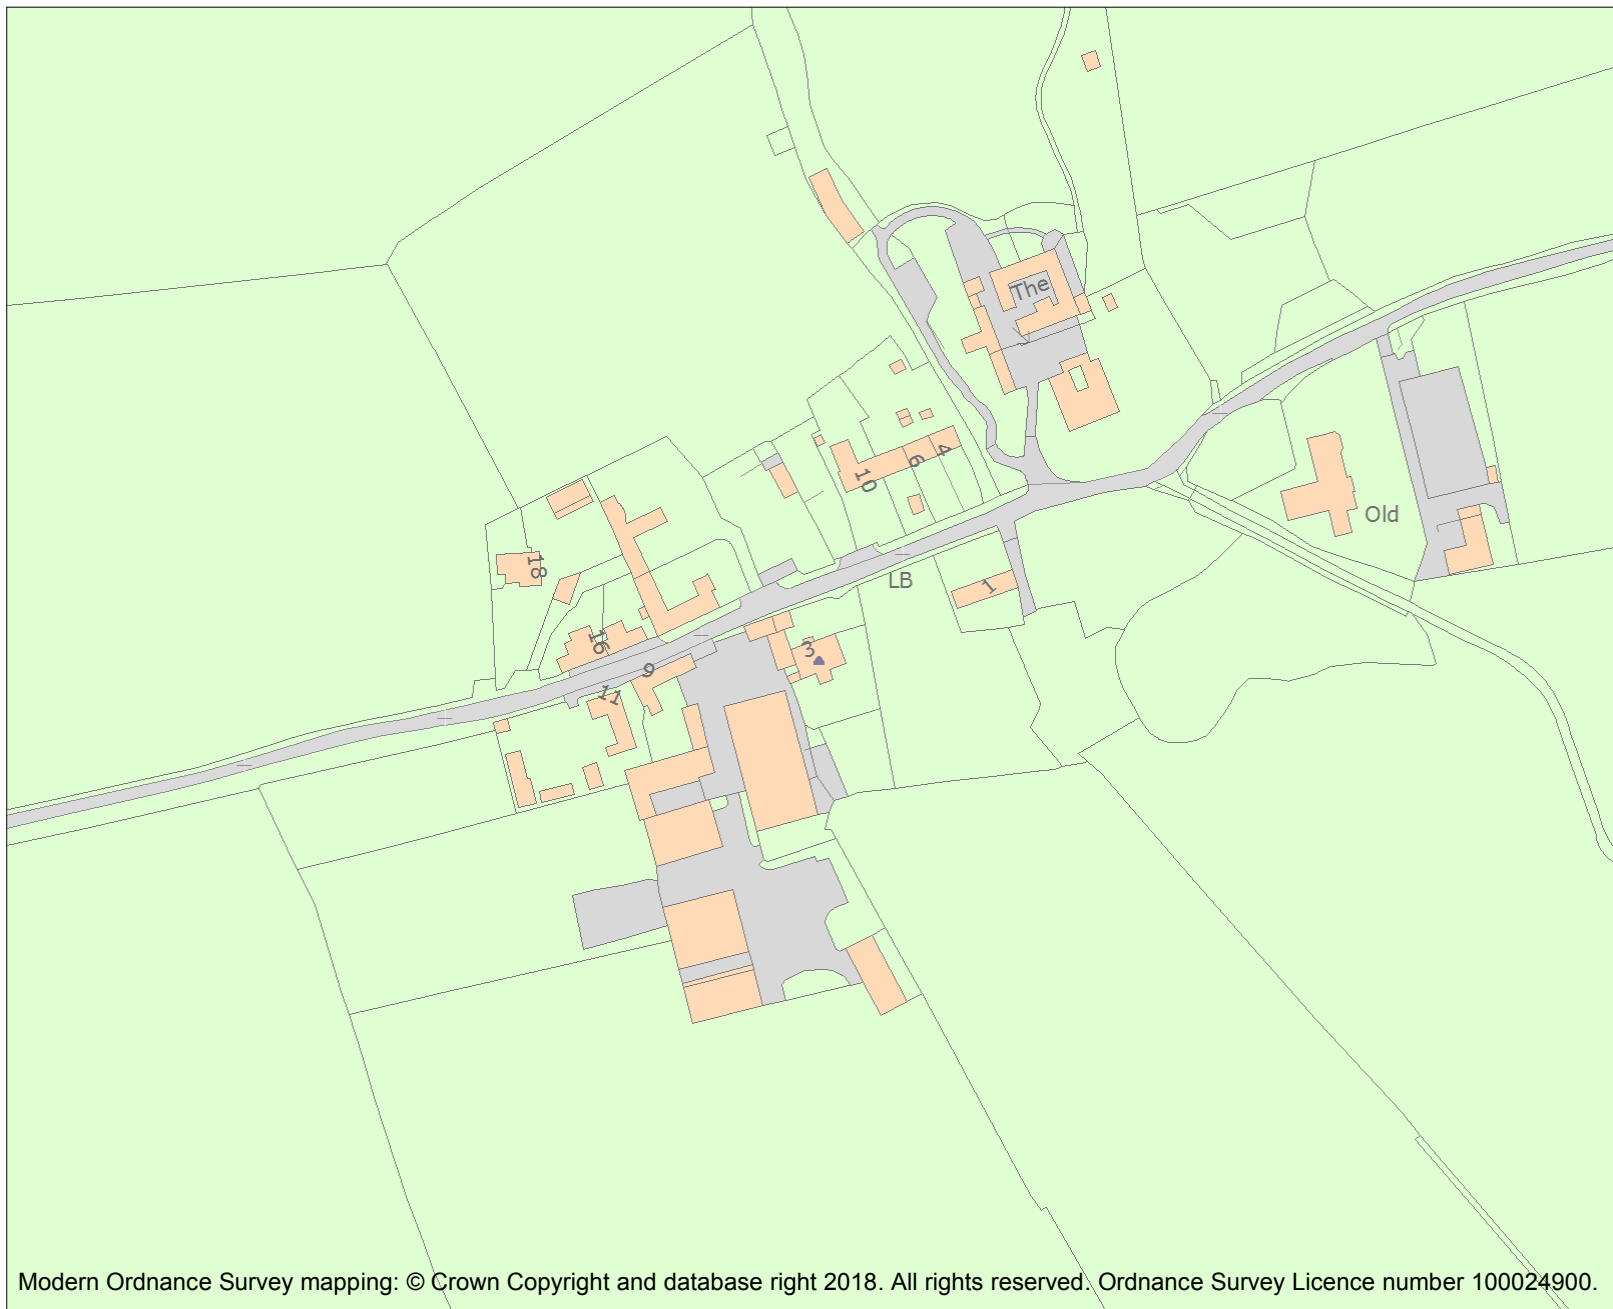 The
4
6
10
Old
18
LB
1
16
3
9
11
Modern Ordnance Survey mapping: © Crown Copyright and database right 2018. All rights reserved. Ordnance Survey Licence number 100024900.